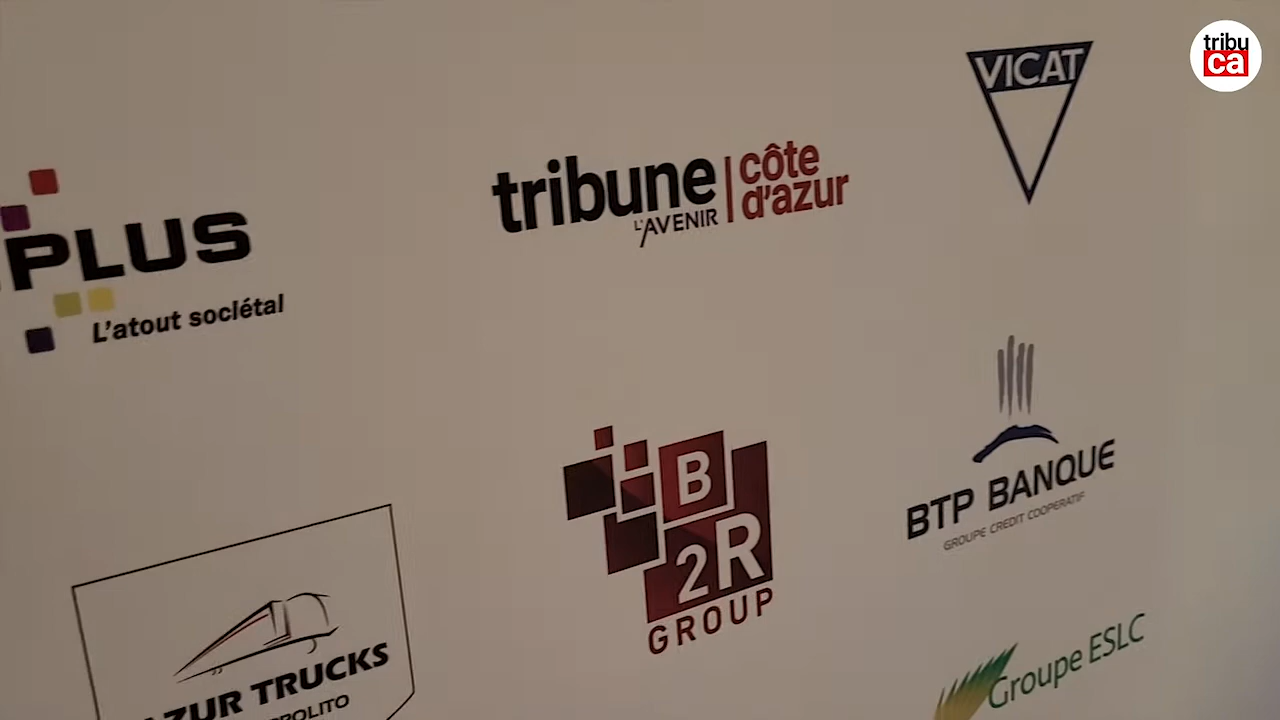 tribu
ca
VICAT
tribune
L'AVENIR
côte
d'azur
PLUS
L'atout sociétal
B
2R
GROUP
BTP BANQUE
GROUPE CREDIT COOPERATIF
AZUR TRUCKS
Groupe ESLC